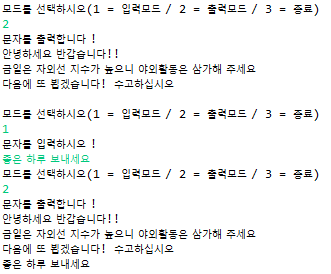 모드를 선택하시오(1 = 입력모드 / 2 = 출력모드 / 3 = 종료)
2
문자를 출력합니다 !
안녕하세요 반갑습니다!!
금일은 자외선 지수가 높으니 야외활동은 삼가해 주세요
다음에 또 뵙겠습니다! 수고하십시요
모드를 선택하시오(1 = 입력모드 / 2 = 출력모드 / 3 = 종료)
1
문자를 입력하시요 !
좋은 하루 보내세요
모드를 선택하시오(1 = 입력모드 / 2 = 출력모드 / 3 = 종료)
2
문자를 출력합니다 !
안녕하세요 반갑습니다!!
금일은 자외선 지수가 높으니 야외활동은 삼가해 주세요
다음에 또 뵙겠습니다! 수고하십시요
좋은 하루 보내세요